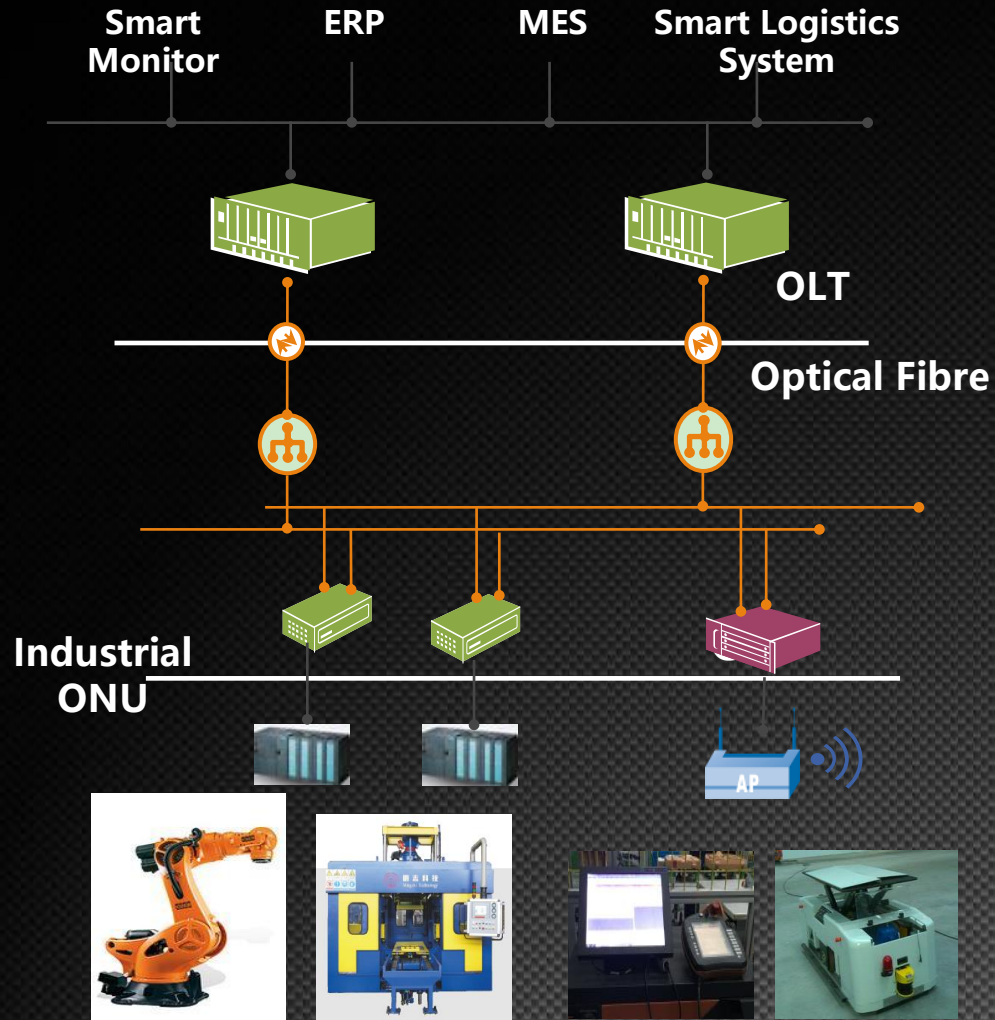 Smart
Monitor
ERP
MES
Smart Logistics
System
OLT
Optical Fibre
Industrial
ONU
AP